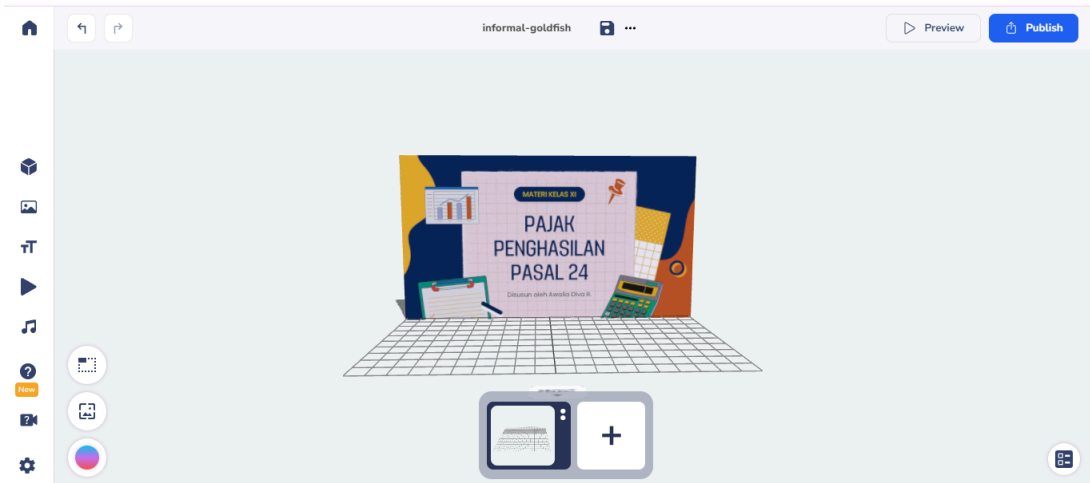 informal-goldfish
Preview
Publish
MATERI KELAS XI
PAJAK
PENGHASILAN
PASAL 24
Disusun oleh Awalia Diva R.
New